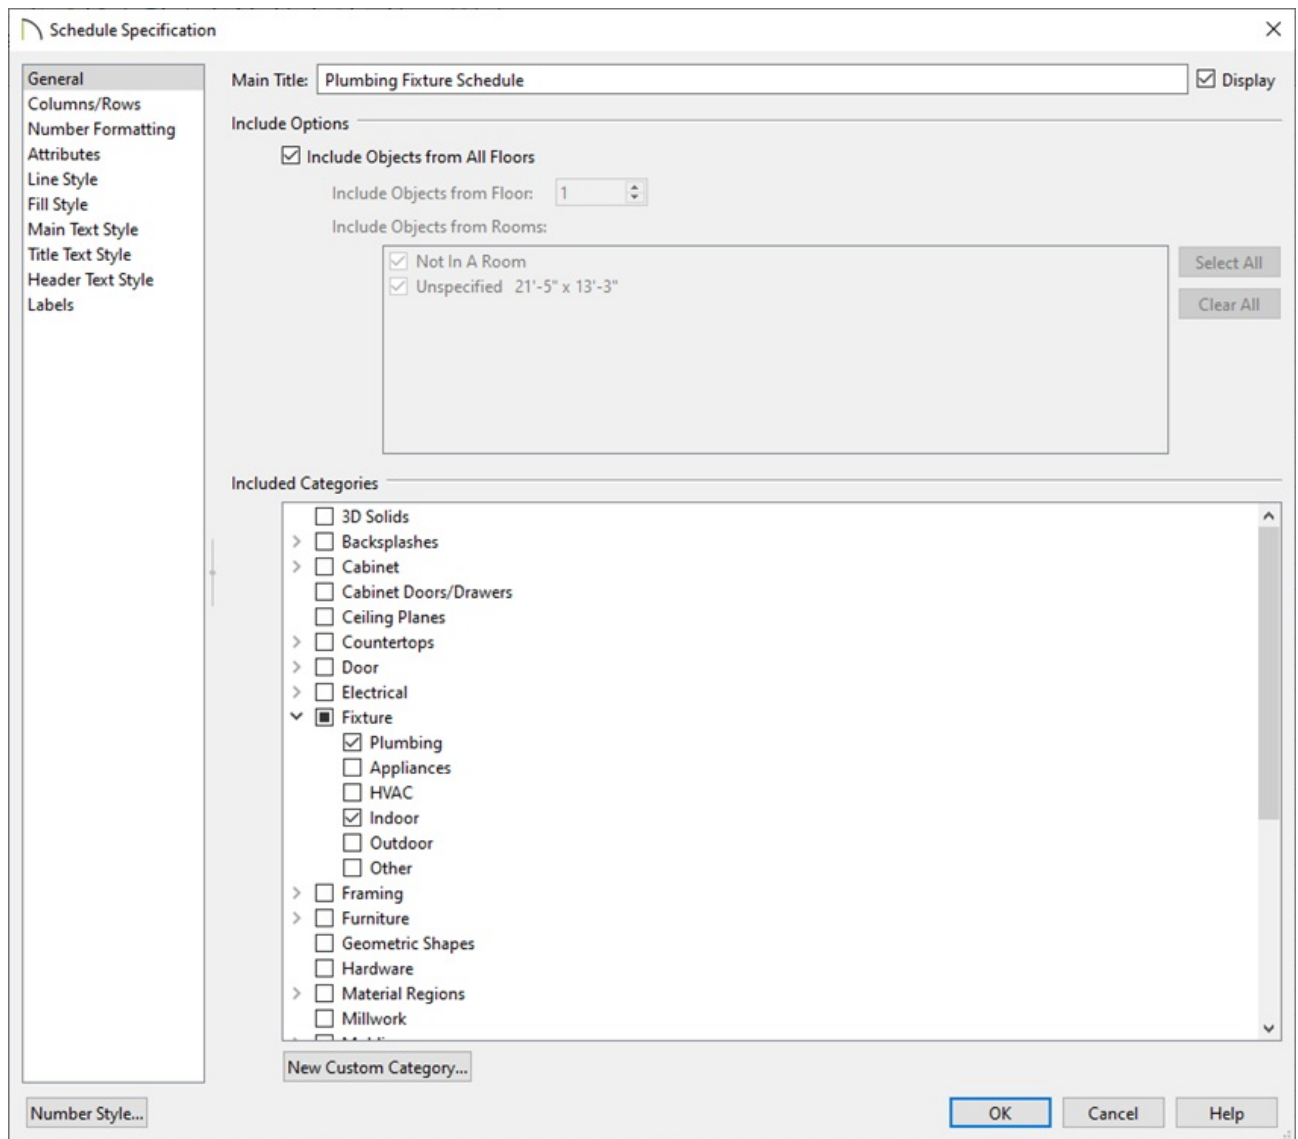 Schedule Specification
General
Columns/Rows
Number Formatting
Attributes
Line Style
Fill Style
Main Text Style
Title Text Style
Header Text Style
Labels
Main Title: Plumbing Fixture Schedule Display
Include Options
Include Objects from All Floors
Include Objects from Floor: 1
Include Objects from Rooms:
Not In A Room
Unspecified 21'-5" x 13'-3"
Select All
Clear All
Included Categories
3D Solids
Backsplashes
Cabinet
Cabinet Doors/Drawers
Ceiling Planes
Countertops
Door
Electrical
Fixture
Plumbing
Appliances
HVAC
Indoor
Outdoor
Other
Framing
Furniture
Geometric Shapes
Hardware
Material Regions
Millwork
New Custom Category...
Number Style...
OK
Cancel
Help